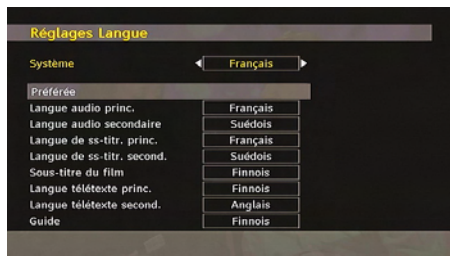 Réglages Langue
Système Français
Préférée
Langue audio princ. Français
Langue audio secondaire Suédois
Langue de ss-titr. princ. Français
Langue de ss-titr. second. Suédois
Sous-titre du film Finnois
Langue télétexte princ. Finnois
Langue télétexte second. Anglais
Guide Finnois